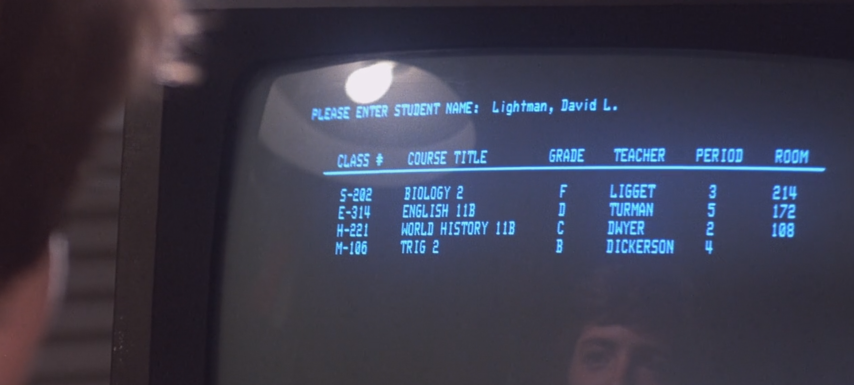 PLEASE ENTER STUDENT NAME: Lightman, David L.
CLASS # COURSE TITLE GRADE TEACHER PERIOD ROOM
S-202 BIOLOGY 2 F LIGGET 3 214
E-314 ENGLISH 11B D TURMAN 5 172
H-221 WORLD HISTORY 11B C DWYER 2 108
M-106 TRIG 2 B DICKERSON 4